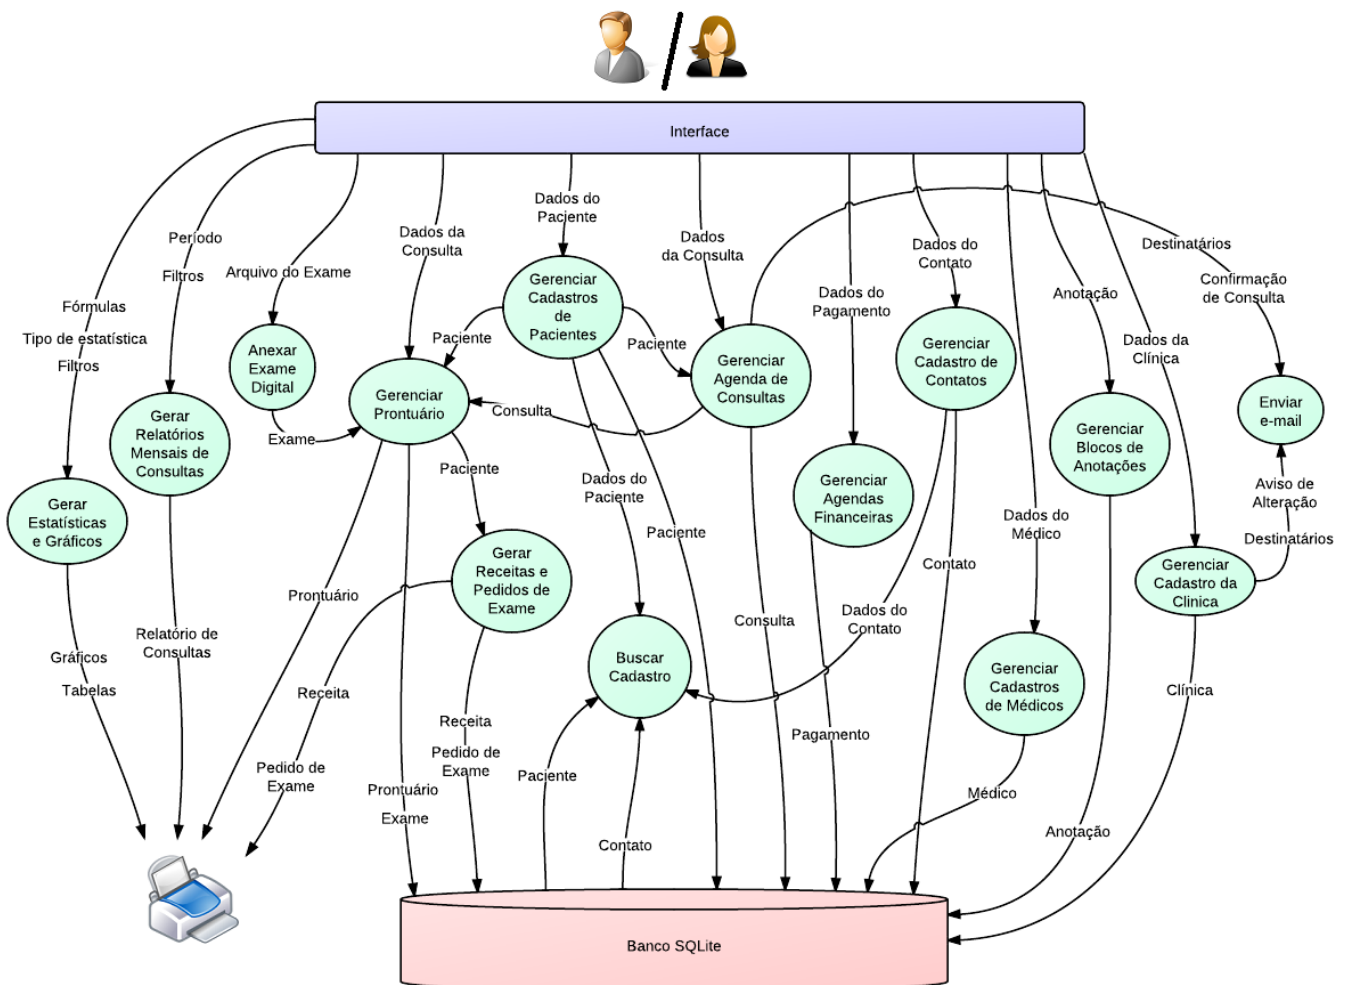 Interface
Dados do
Paciente
Período
Dados da
Consulta
Dados
da Consulta
Dados do
Contato
Destinatários
Filtros
Arquivo do Exame
Confirmação
de Consulta
Gerenciar
Cadastros
de
Pacientes
Dados do
Pagamento
Anotação
Fórmulas
Tipo de estatística
Filtros
Paciente
Paciente
Dados da
Clínica
Anexar
Exame
Digital
Gerenciar
Prontuário
Gerenciar
Agenda de
Consultas
Gerenciar
Cadastro de
Contatos
Enviar
e-mail
Gerar
Relatórios
Mensais de
Consultas
Consulta
Exame
Gerenciar
Blocos de
Anotações
Paciente
Dados do
Paciente
Gerenciar
Agendas
Financeiras
Aviso de
Alteração
Gerar
Estatísticas
e Gráficos
Paciente
Dados do
Médico
Destinatários
Gerar
Receitas e
Pedidos de
Exame
Contato
Gerenciar
Cadastro da
Clinica
Prontuário
Consulta
Dados do
Contato
Relatório de
Consultas
Buscar
Cadastro
Gerenciar
Cadastros
de Médicos
Gráficos
Tabelas
Receita
Clínica
Receita
Pedido de
Exame
Pagamento
Pedido de
Exame
Paciente
Prontuário
Exame
Médico
Contato
Anotação
Banco SQLite